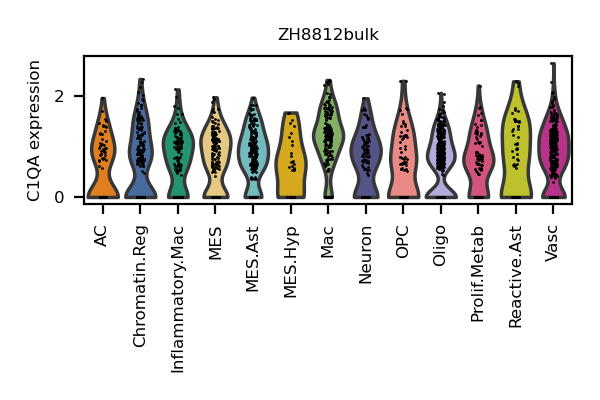 ZH8812bulk
C1QA expression
2
0
AC
Chromatin.Reg
Inflammatory.Mac
MES
MES.Ast
MES.Hyp
Mac
Neuron
OPC
Oligo
Prolif.Metab
Reactive.Ast
Vasc